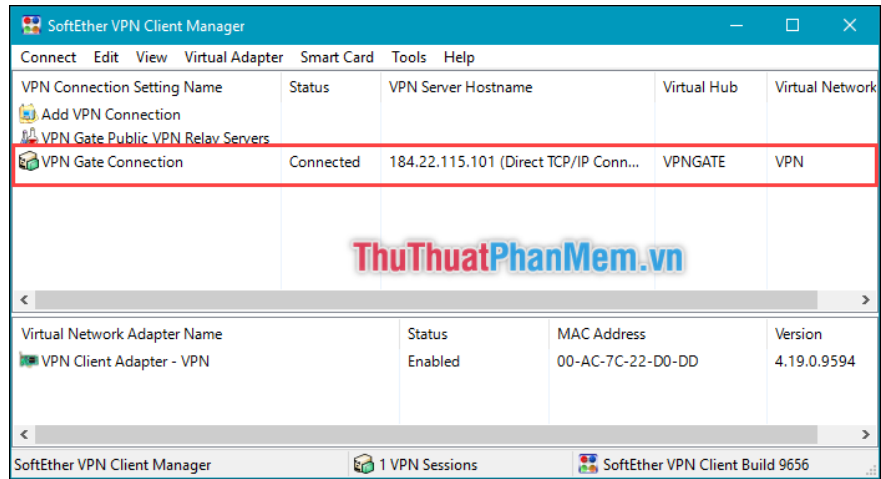 SoftEther VPN Client Manager
Connect Edit View Virtual Adapter Smart Card Tools Help
VPN Connection Setting Name Status VPN Server Hostname Virtual Hub Virtual Network
Add VPN Connection
VPN Gate Public VPN Relay Servers
VPN Gate Connection Connected 184.22.115.101 (Direct TCP/IP Conn... VPNGATE VPN
ThuThuatPhanMem.vn
Virtual Network Adapter Name Status MAC Address Version
VPN Client Adapter - VPN Enabled 00-AC-7C-22-D0-DD 4.19.0.9594
SoftEther VPN Client Manager 1 VPN Sessions SoftEther VPN Client Build 9656